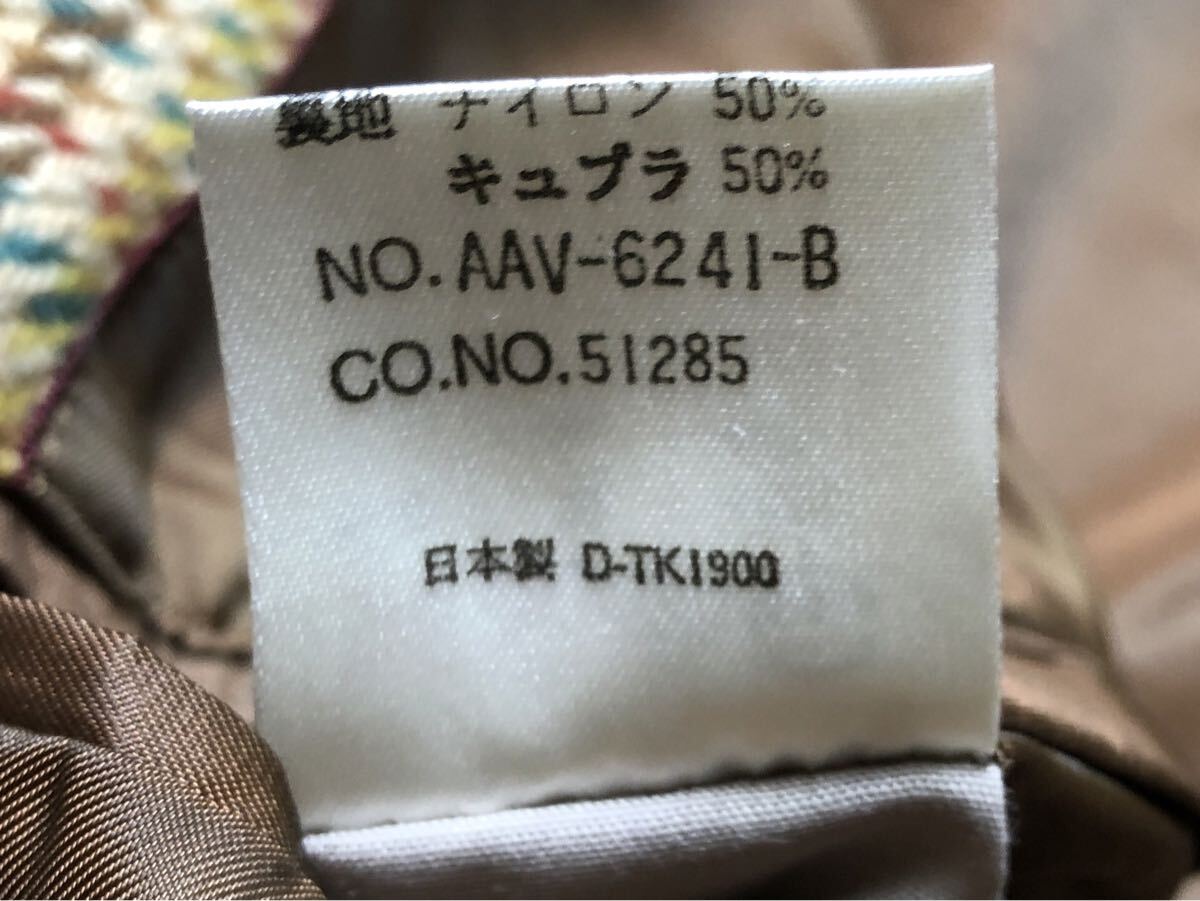 裏地 ナイロン 50%
キュプラ 50%
NO.AAV-6241-B
CO.NO.51285
日本製 D-TK1900